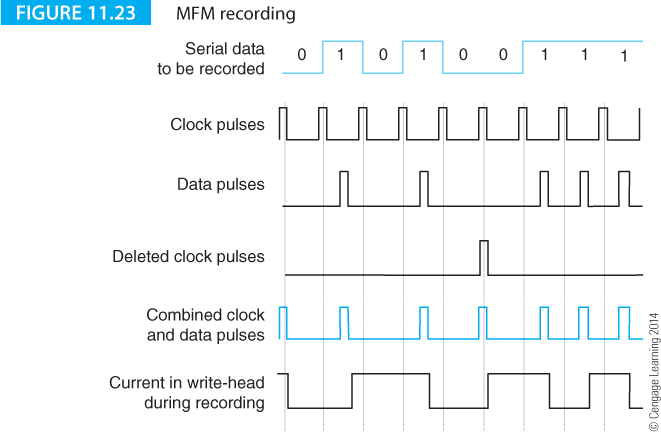 FIGURE 11.23 MFM recording
Serial data
to be recorded
0 1 0 1 0 0 1 1 1
Clock pulses
Data pulses
Deleted clock pulses
Combined clock
and data pulses
Current in write-head
during recording
© Cengage Learning 2014